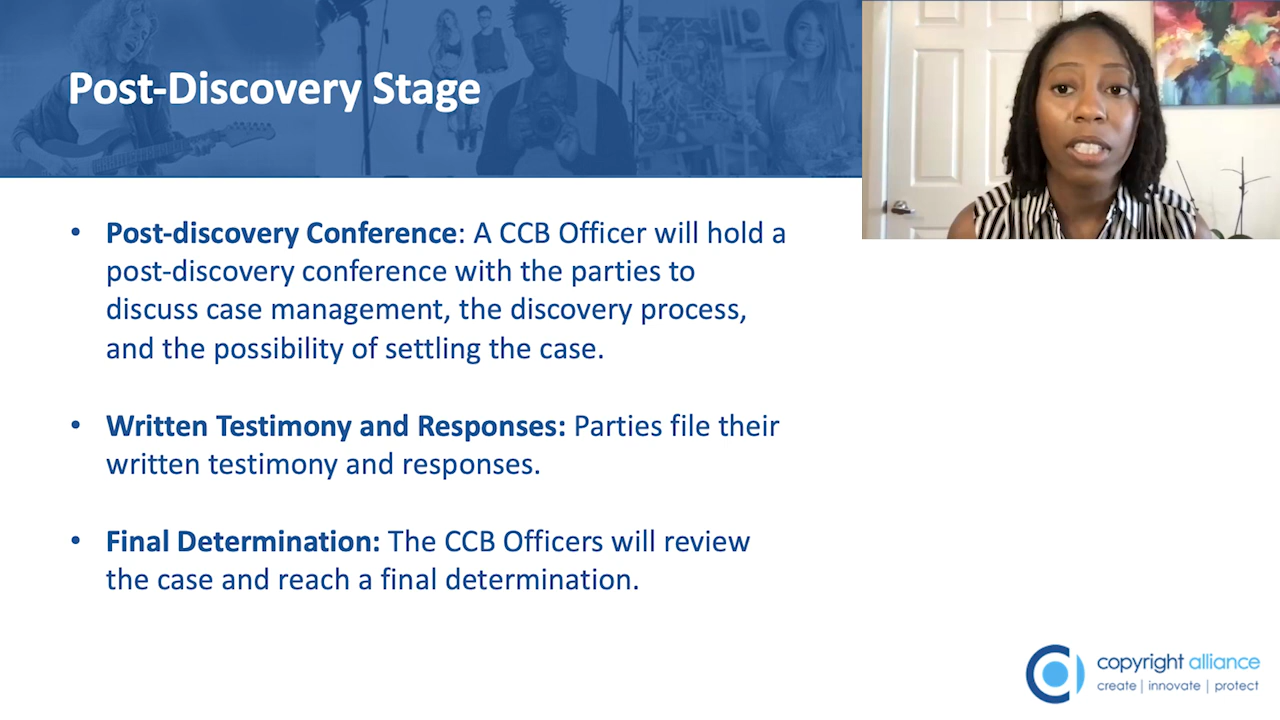 Post-Discovery Stage
• Post-discovery Conference: A CCB Officer will hold a
post-discovery conference with the parties to
discuss case management, the discovery process,
and the possibility of settling the case.
• Written Testimony and Responses: Parties file their
written testimony and responses.
• Final Determination: The CCB Officers will review
the case and reach a final determination.
copyright alliance
create | innovate | protect